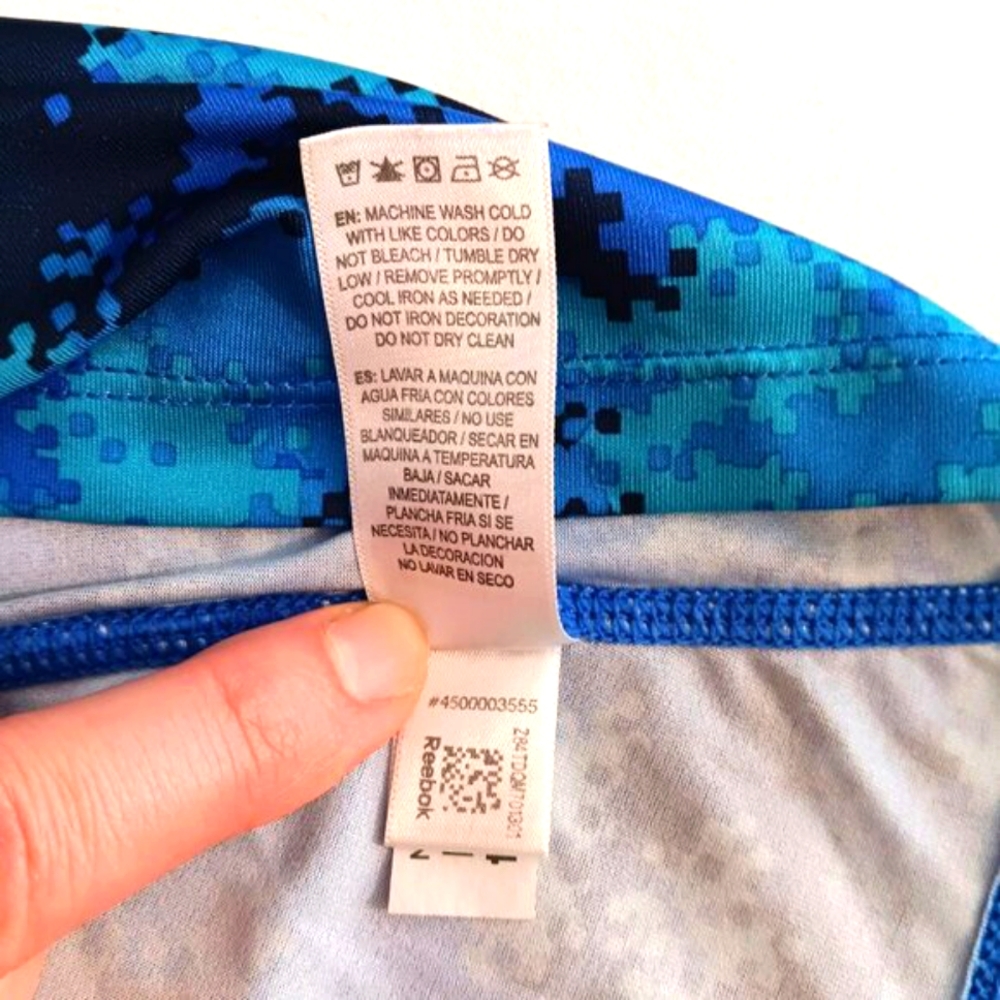 EN: MACHINE WASH COLD
WITH LIKE COLORS / DO
NOT BLEACH / TUMBLE DRY
LOW / REMOVE PROMPTLY /
COOL IRON AS NEEDED /
DO NOT IRON DECORATION
DO NOT DRY CLEAN
ES: LAVAR A MAQUINA CON
AGUA FRIA CON COLORES
SIMILARES / NO USE
BLANQUEADOR / SECAR EN
MAQUINA A TEMPERATURA
BAJA / SACAR
INMEDIATAMENTE /
PLANCHA FRIA SI SE
NECESITA / NO PLANCHAR
LA DECORACION
NO LAVAR EN SECO
#4500003555
Reebok